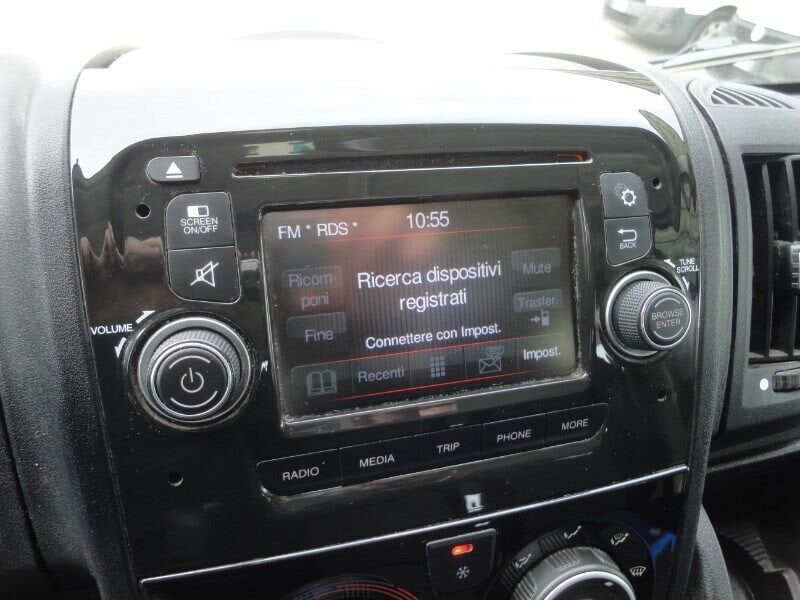 SCREEN
ON/OFF
VOLUME
FM * RDS *
10:55
Ricom-
poni
Ricerca dispositivi
registrati
Mute
Fine
Trasfer.
Connettere con Impost.
Recenti
Impost.
BACK
TUNE
SCROLL
BROWSE
ENTER
RADIO
MEDIA
TRIP
PHONE
MORE